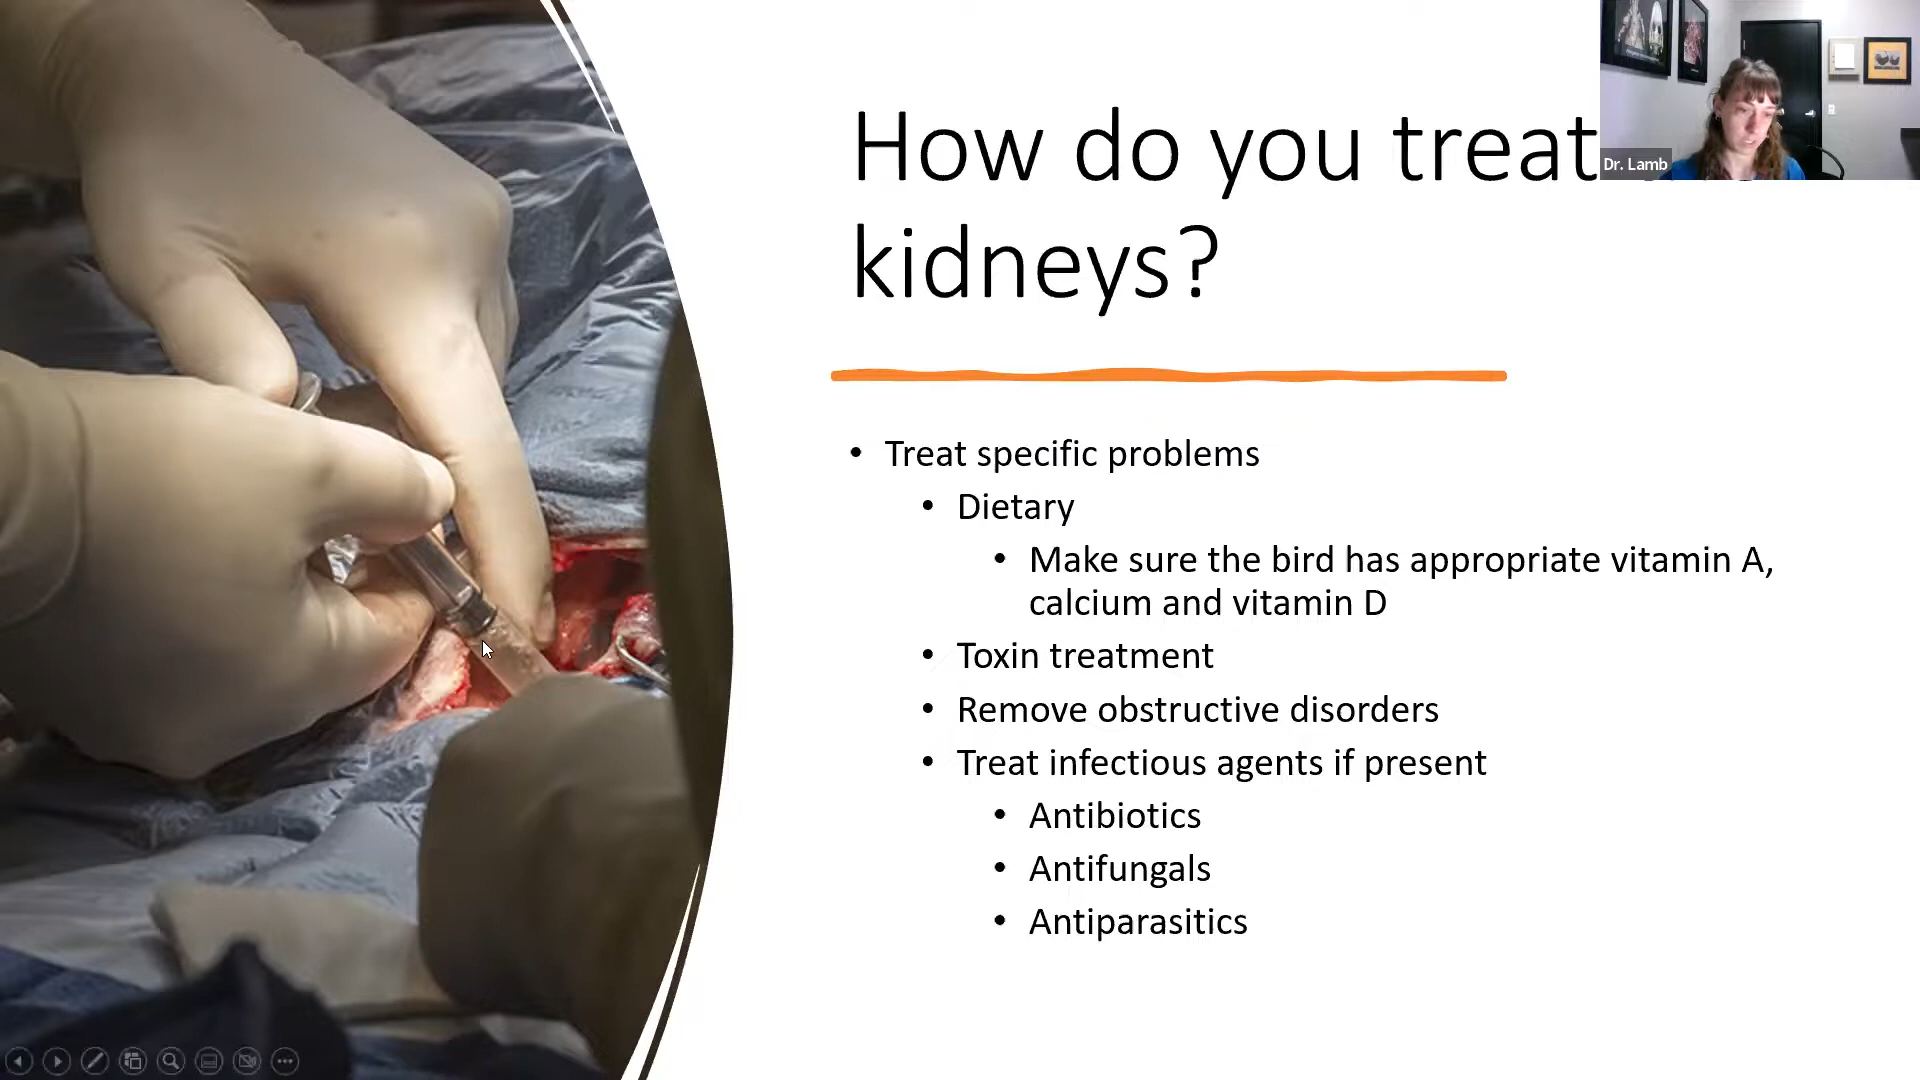 How do you treat
kidneys?
Dr. Lamb
• Treat specific problems
• Dietary
• Make sure the bird has appropriate vitamin A,
calcium and vitamin D
• Toxin treatment
• Remove obstructive disorders
• Treat infectious agents if present
• Antibiotics
• Antifungals
• Antiparasitics